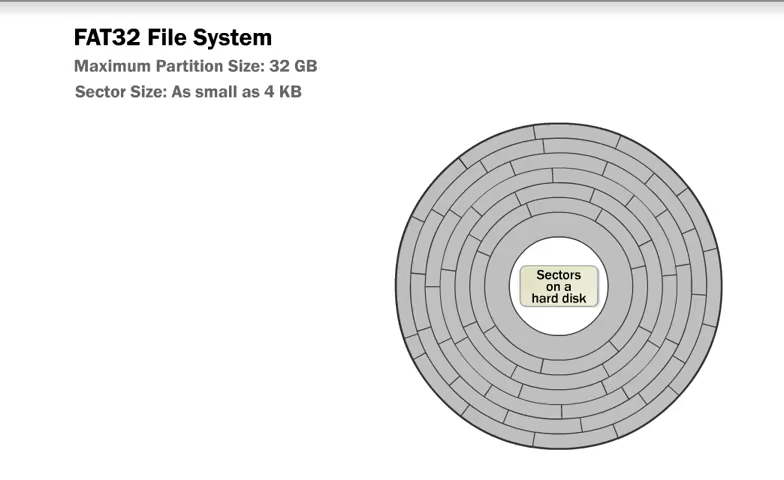 FAT32 File System
Maximum Partition Size: 32 GB
Sector Size: As small as 4 KB
Sectors
on a
hard disk